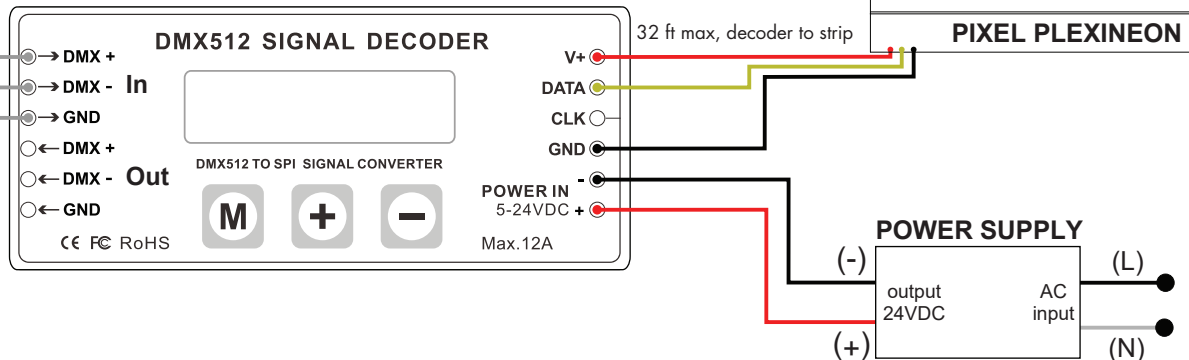 DMX512 SIGNAL DECODER
DMX +
DMX - In
GND
DMX +
DMX - Out
GND
DMX512 TO SPI SIGNAL CONVERTER
M + −
CE FC RoHS
V+
DATA
CLK
GND
-
POWER IN
5-24VDC +
Max.12A
32 ft max, decoder to strip
PIXEL PLEXINEON
POWER SUPPLY
(-)
(+)
output
24VDC
AC
input
(L)
(N)